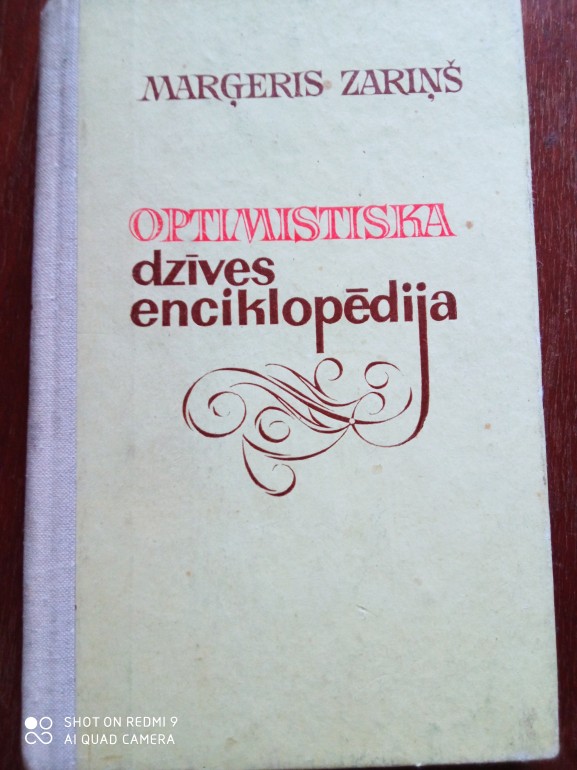 MARĢERIS ZARIŅŠ
OPTIMISTISKA
dzīves
enciklopēdija
SHOT ON REDMI 9
AI QUAD CAMERA